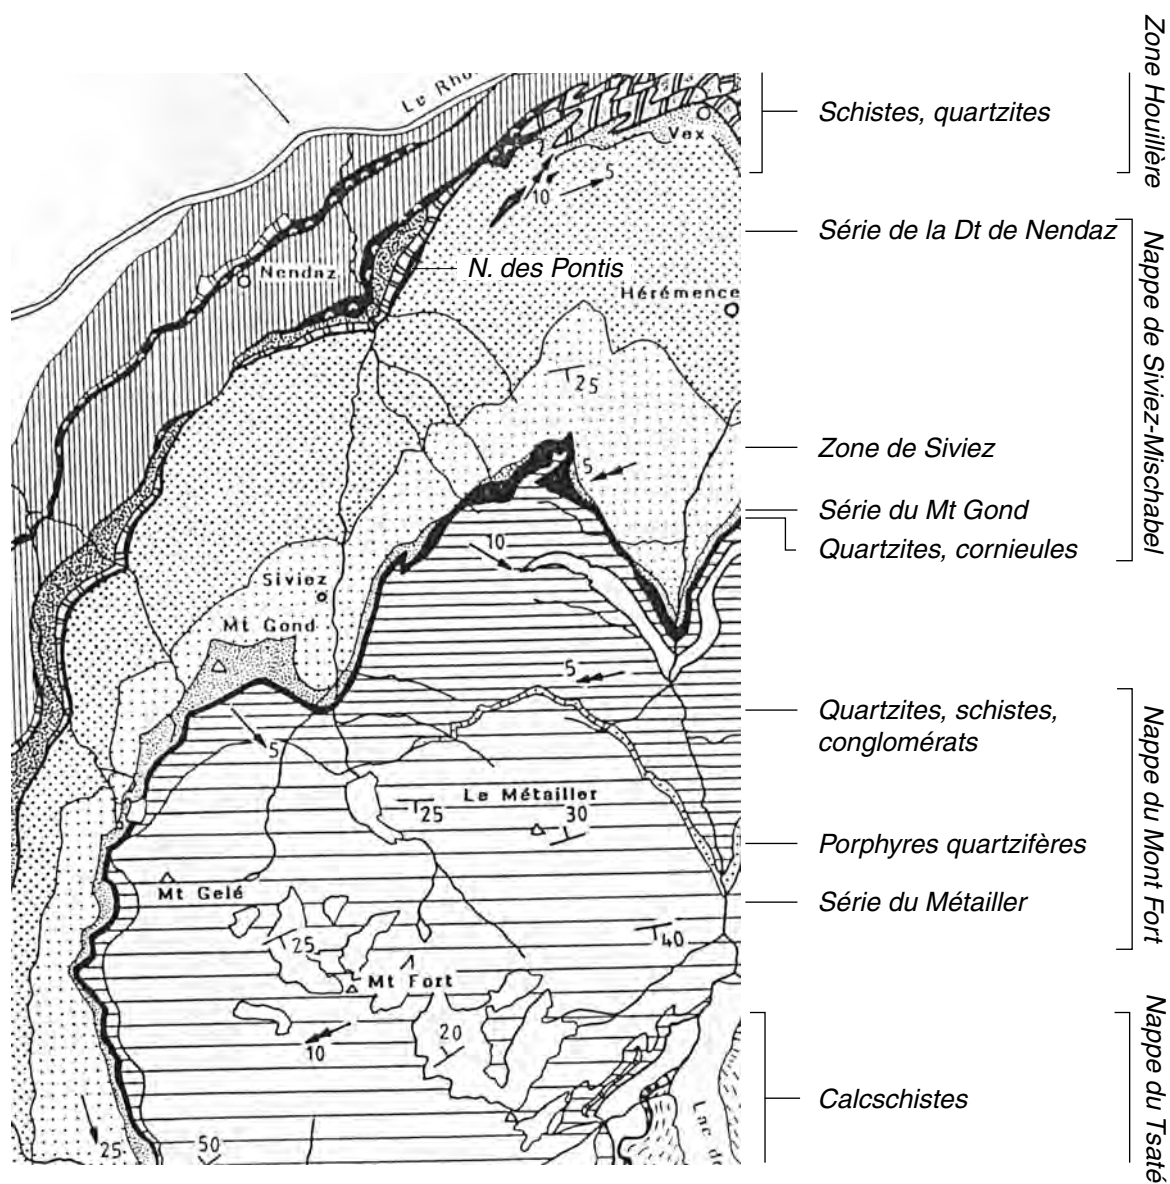 Le Rhô
Vex
5
10
Nendaz
N. des Pontis
Hérémence
25
5
10
Siviez
Mt Gond
5
5
Le Métailler
25
30
Mt Gelé
25
40
Mt Fort
20
10
Lac de
25
50
Schistes, quartzites
Série de la Dt de Nendaz
Zone de Siviez
Série du Mt Gond
Quartzites, cornieules
Quartzites, schistes,
conglomérats
Porphyres quartzifères
Série du Métailler
Calcschistes
Zone Houillère
Nappe de Siviez-Mischabel
Nappe du Mont Fort
Nappe du Tsaté